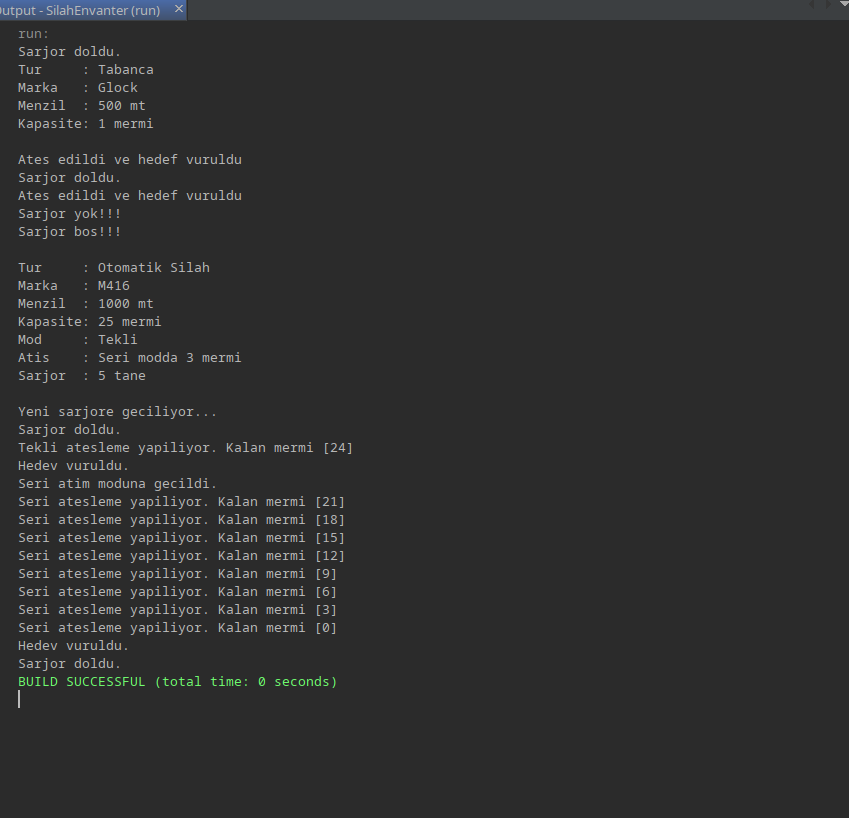 Output - SilahEnvanter (run)
run:
Sarjor doldu.
Tur     : Tabanca
Marka   : Glock
Menzil  : 500 mt
Kapasite: 1 mermi
Ates edildi ve hedef vuruldu
Sarjor doldu.
Ates edildi ve hedef vuruldu
Sarjor yok!!!
Sarjor bos!!!
Tur     : Otomatik Silah
Marka   : M416
Menzil  : 1000 mt
Kapasite: 25 mermi
Mod     : Tekli
Atis    : Seri modda 3 mermi
Sarjor  : 5 tane
Yeni sarjore geciliyor...
Sarjor doldu.
Tekli atesleme yapiliyor. Kalan mermi [24]
Hedev vuruldu.
Seri atim moduna gecildi.
Seri atesleme yapiliyor. Kalan mermi [21]
Seri atesleme yapiliyor. Kalan mermi [18]
Seri atesleme yapiliyor. Kalan mermi [15]
Seri atesleme yapiliyor. Kalan mermi [12]
Seri atesleme yapiliyor. Kalan mermi [9]
Seri atesleme yapiliyor. Kalan mermi [6]
Seri atesleme yapiliyor. Kalan mermi [3]
Seri atesleme yapiliyor. Kalan mermi [0]
Hedev vuruldu.
Sarjor doldu.
BUILD SUCCESSFUL (total time: 0 seconds)